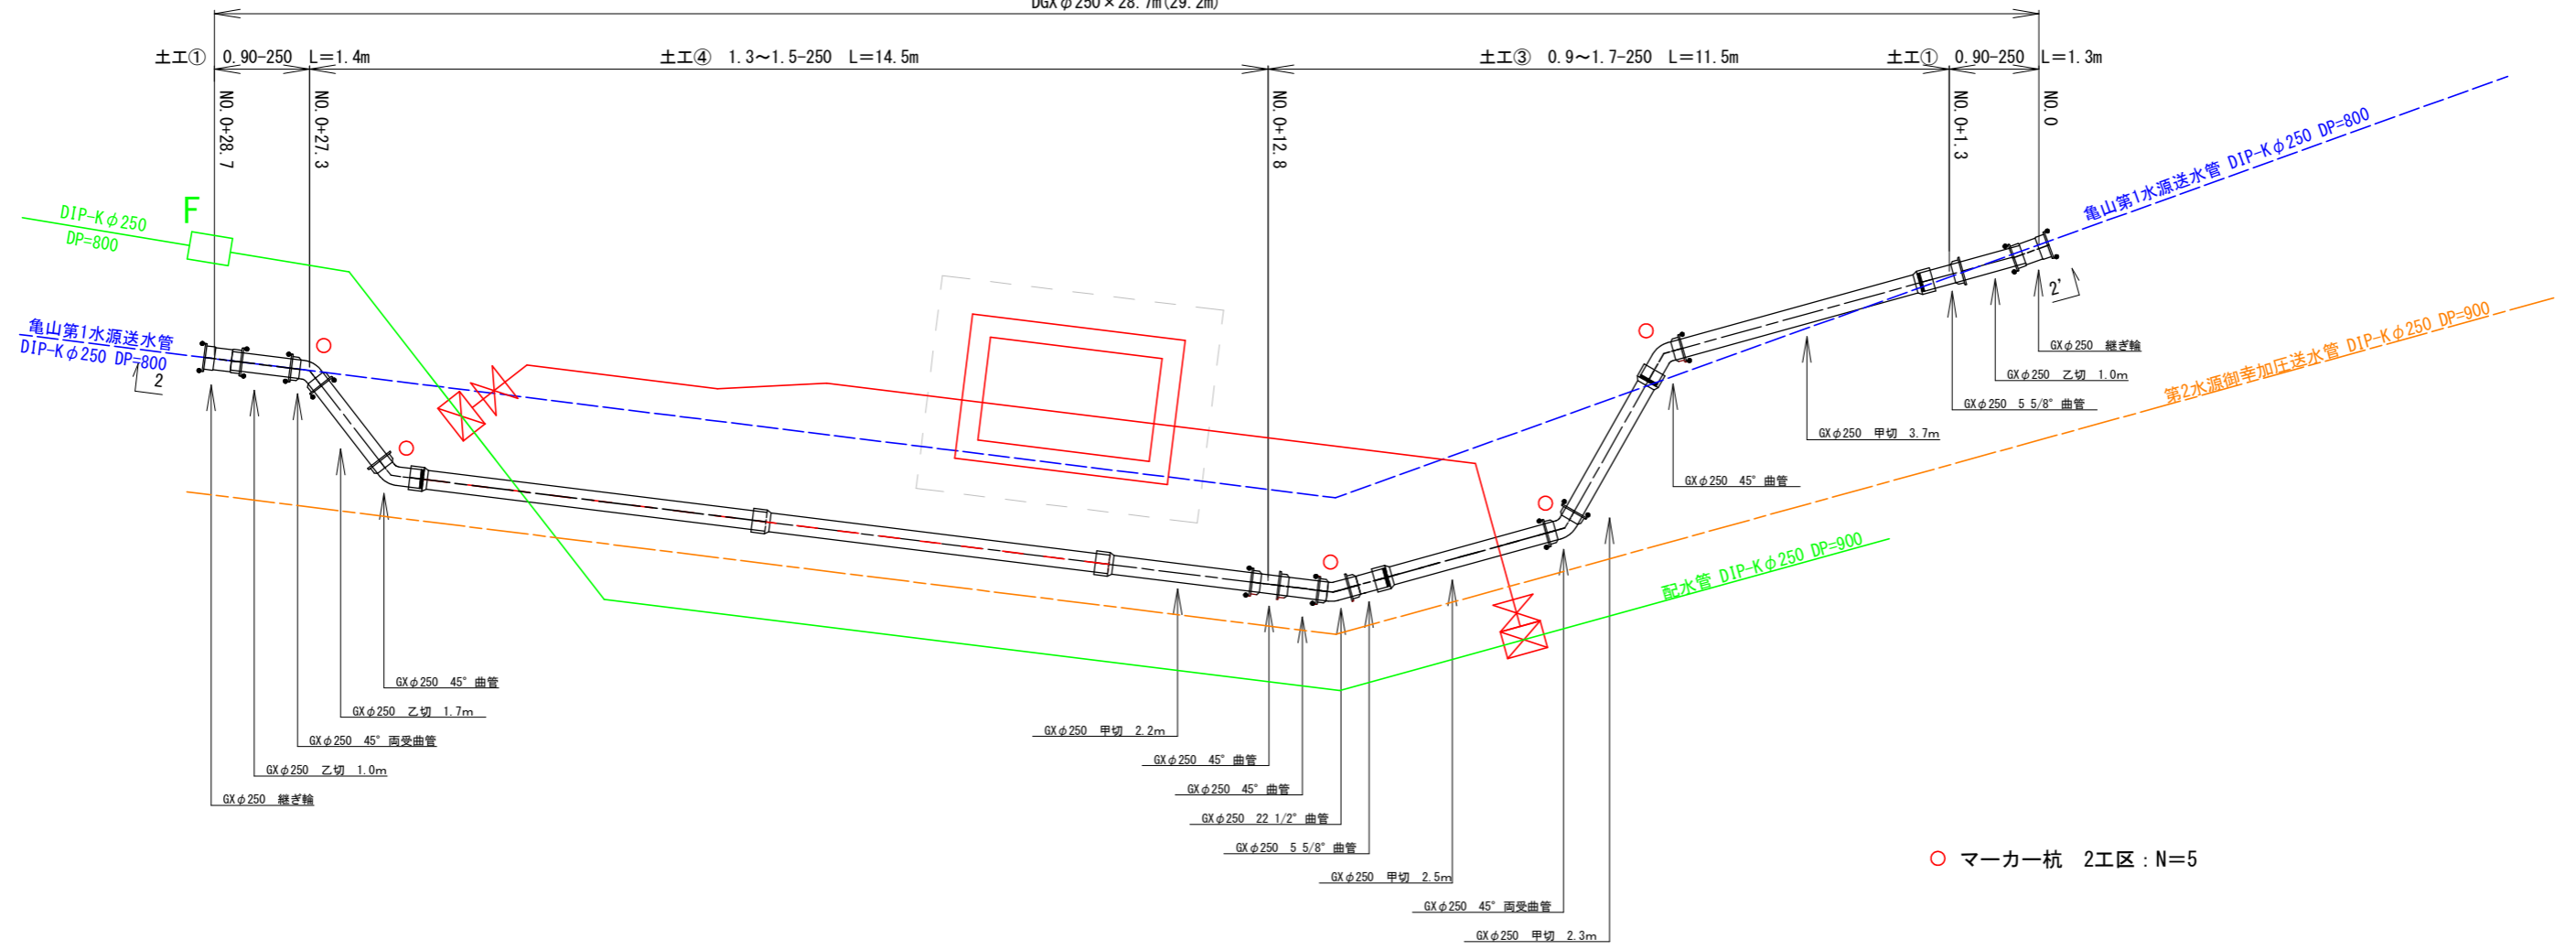 DGXφ250×28.7m(29.2m)
土工① 0.90-250 L=1.4m
土工④ 1.3～1.5-250 L=14.5m
土工③ 0.9～1.7-250 L=11.5m
土工① 0.90-250 L=1.3m
NO.0+28.7
NO.0+27.3
NO.0+12.8
NO.0+1.3
NO.0
亀山第1水源送水管 DIP-Kφ250 DP=800
DIP-Kφ250
DP=800
F
亀山第1水源送水管
DIP-Kφ250 DP=800
2
2'
第2水源御幸加圧送水管 DIP-Kφ250 DP=900
配水管 DIP-Kφ250 DP=900
GXφ250 継ぎ輪
GXφ250 乙切 1.0m
GXφ250 5 5/8° 曲管
GXφ250 甲切 3.7m
GXφ250 45° 曲管
GXφ250 45° 曲管
GXφ250 乙切 1.7m
GXφ250 45° 両受曲管
GXφ250 乙切 1.0m
GXφ250 継ぎ輪
GXφ250 甲切 2.2m
GXφ250 45° 曲管
GXφ250 45° 曲管
GXφ250 22 1/2° 曲管
GXφ250 5 5/8° 曲管
GXφ250 甲切 2.5m
GXφ250 45° 両受曲管
GXφ250 甲切 2.3m
○ マーカー杭 2工区：N=5